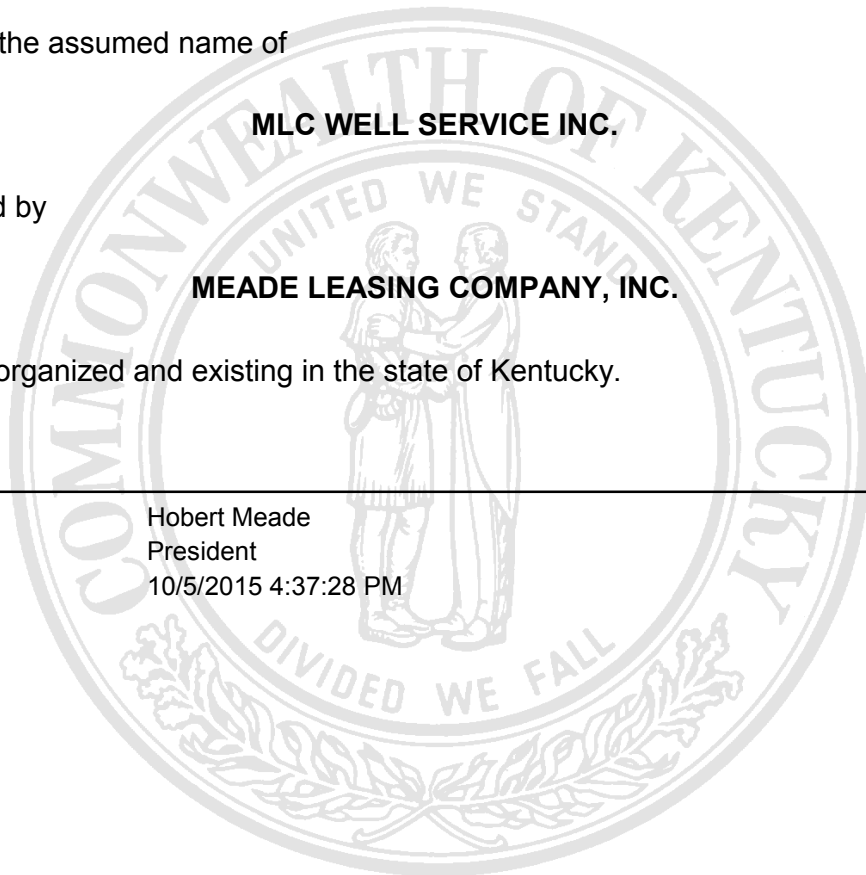 the assumed name of
MLC WELL SERVICE INC.
d by
MEADE LEASING COMPANY, INC.
organized and existing in the state of Kentucky.
Hobert Meade
President
10/5/2015 4:37:28 PM
COMMONWEALTH OF KENTUCKY
UNITED WE STAND
DIVIDED WE FALL